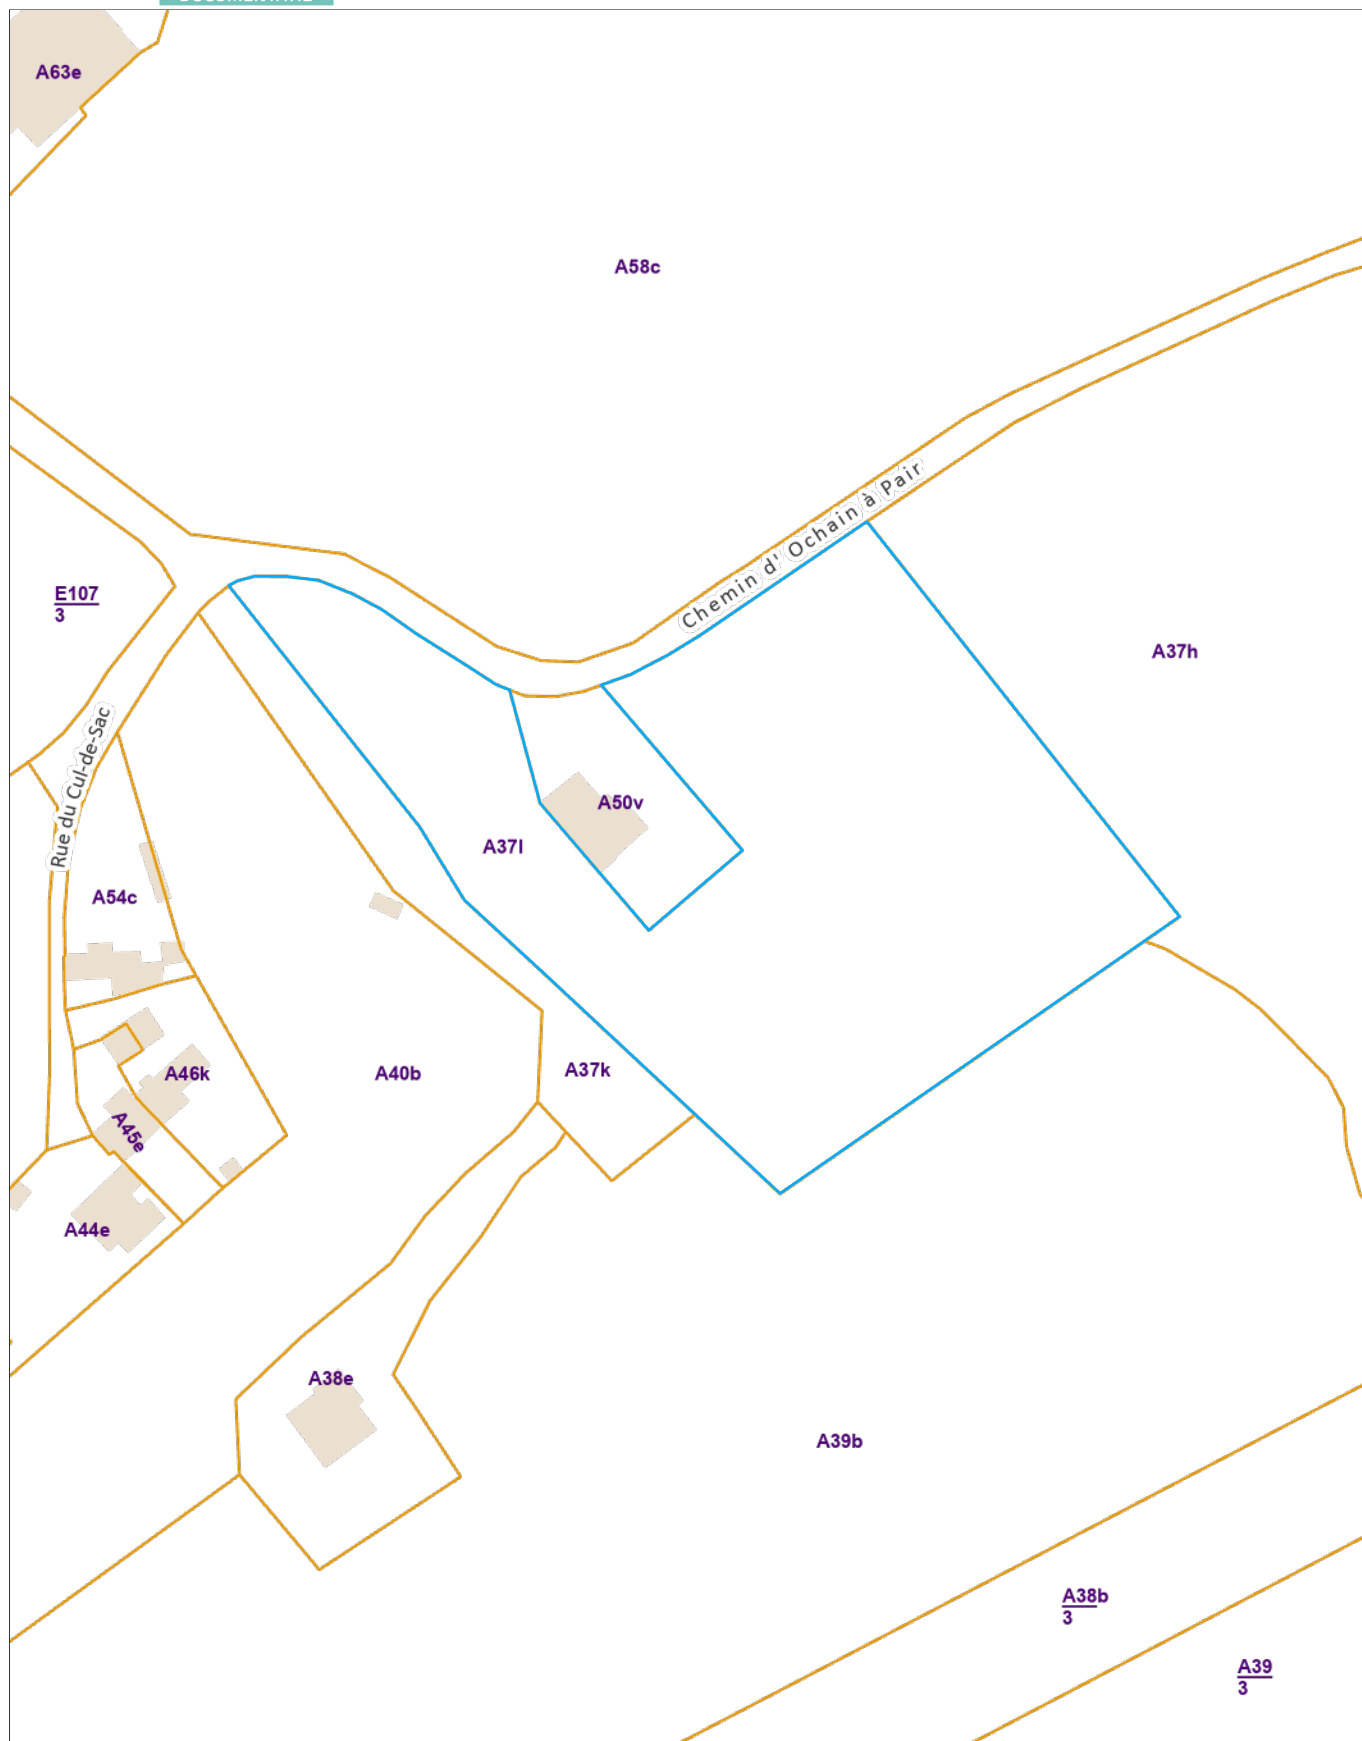 A63e
A58c
Chemin d' Ochain à Pair
E107
3
A37h
Rue du Cul-de-Sac
A50v
A37l
A54c
A40b
A37k
A46k
A45e
A44e
A38e
A39b
A38b
3
A39
3